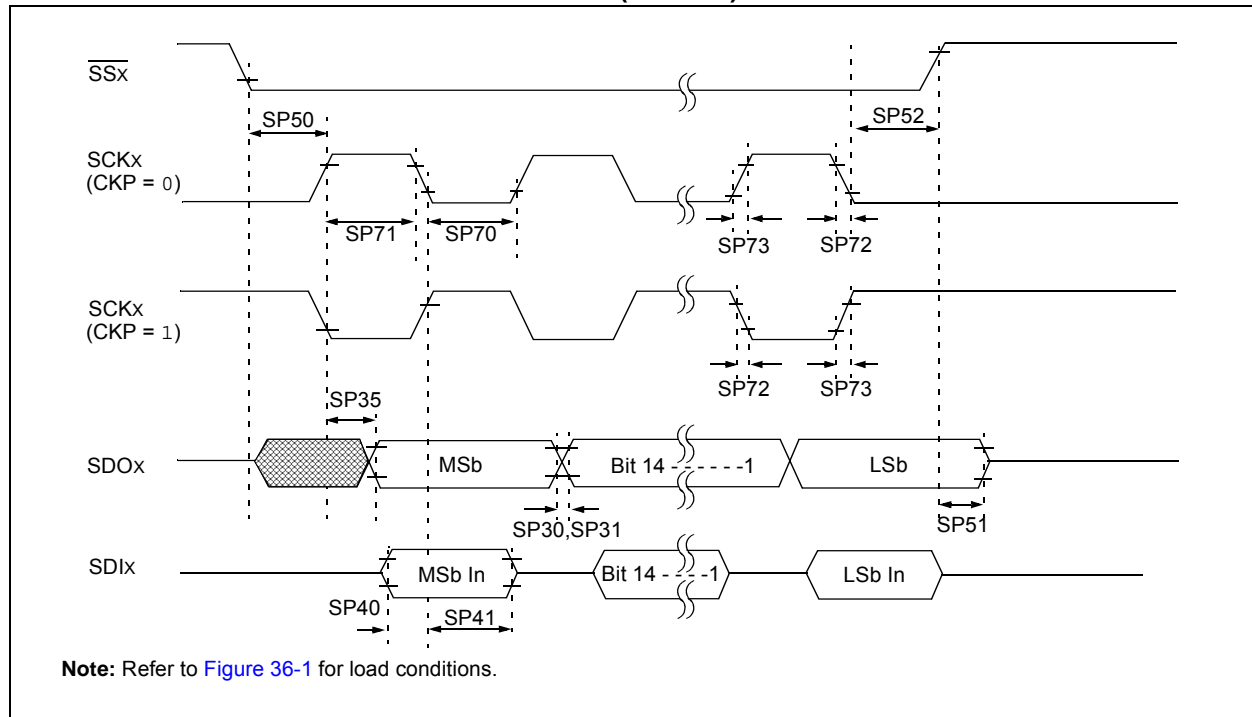 SSx
SP50
SP52
SCKx
(CKP = 0)
SP71
SP70
SP73
SP72
SCKx
(CKP = 1)
SP72
SP73
SP35
SDOx
MSb
Bit 14 - - - - - - -1
LSb
SP30,SP31
SP51
SDIx
MSb In
Bit 14 - - - - -1
LSb In
SP40
SP41
Note: Refer to Figure 36-1 for load conditions.